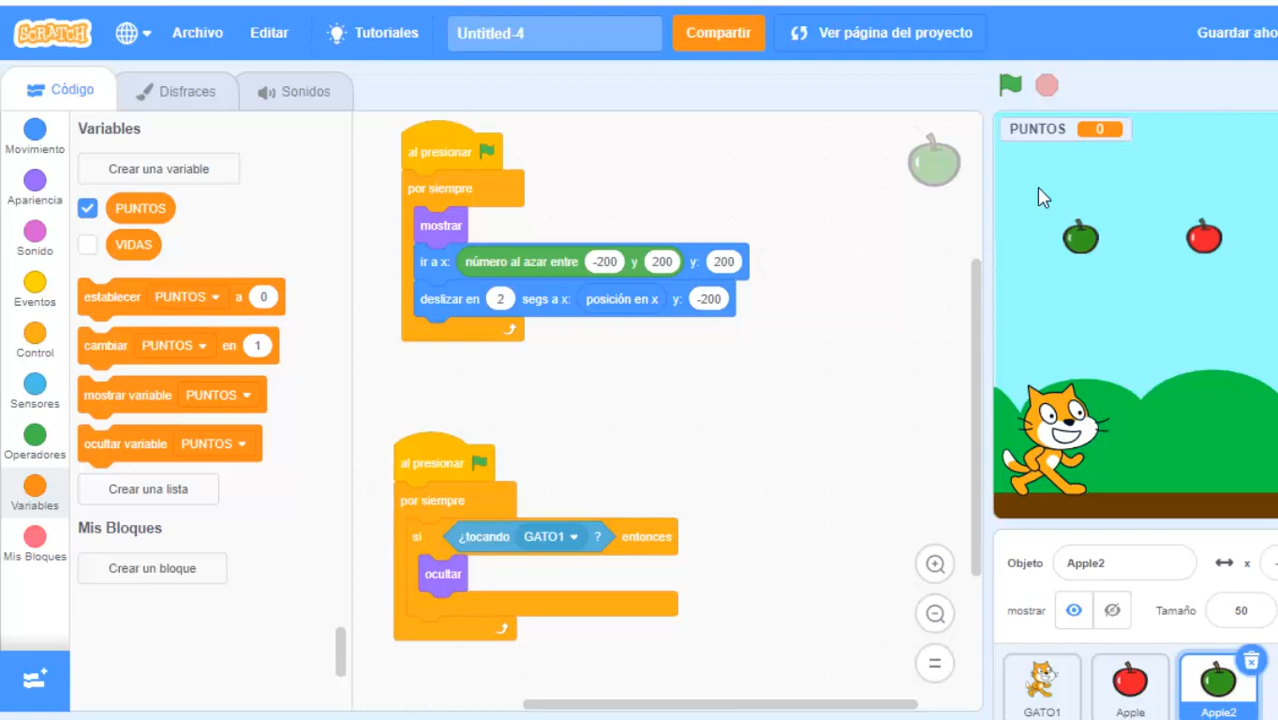 SCRATCH
Archivo
Editar
Tutoriales
Untitled-4
Compartir
Ver página del proyecto
Guardar aho
Código
Disfraces
Sonidos
Movimiento
Apariencia
Sonido
Eventos
Control
Sensores
Operadores
Variables
Mis Bloques
Variables
Crear una variable
PUNTOS
VIDAS
establecer PUNTOS a 0
cambiar PUNTOS en 1
mostrar variable PUNTOS
ocultar variable PUNTOS
Crear una lista
Mis Bloques
Crear un bloque
al presionar
por siempre
mostrar
ir a x: número al azar entre -200 y 200 y: 200
deslizar en 2 segs a x: posición en x y: -200
al presionar
por siempre
si ¿tocando GATO1 ? entonces
ocultar
PUNTOS 0
Objeto Apple2 x
mostrar Tamaño 50
GATO1
Apple
Apple2